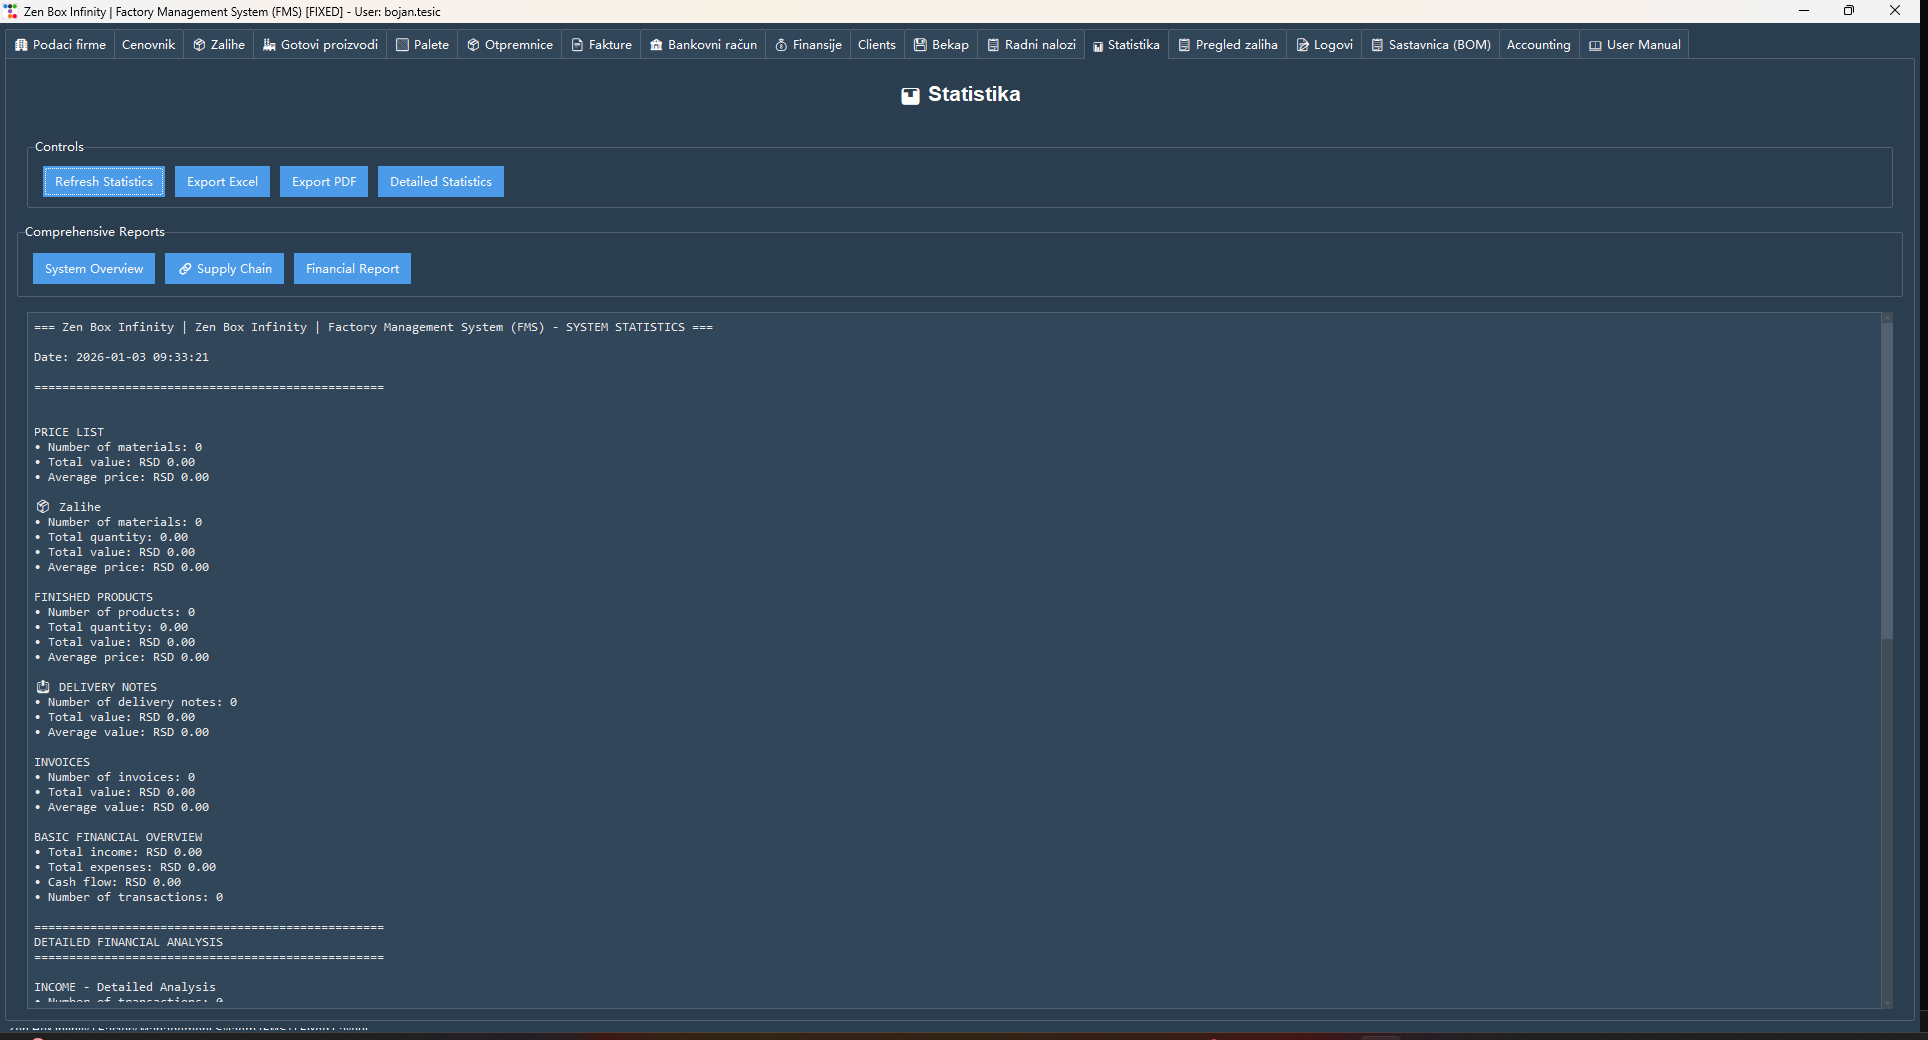 Zen Box Infinity | Factory Management System (FMS) [FIXED] - User: bojan.tesic
Podaci firme Cenovnik Zalihe Gotovi proizvodi Palete Otpremnice Fakture Bankovni račun Finansije Clients Bekap Radni nalozi Statistika Pregled zaliha Logovi Sastavnica (BOM) Accounting User Manual
Statistika
Controls
Refresh Statistics Export Excel Export PDF Detailed Statistics
Comprehensive Reports
System Overview Supply Chain Financial Report
=== Zen Box Infinity | Zen Box Infinity | Factory Management System (FMS) - SYSTEM STATISTICS ===
Date: 2026-01-03 09:33:21
==================================================
PRICE LIST
• Number of materials: 0
• Total value: RSD 0.00
• Average price: RSD 0.00
Zalihe
• Number of materials: 0
• Total quantity: 0.00
• Total value: RSD 0.00
• Average price: RSD 0.00
FINISHED PRODUCTS
• Number of products: 0
• Total quantity: 0.00
• Total value: RSD 0.00
• Average price: RSD 0.00
DELIVERY NOTES
• Number of delivery notes: 0
• Total value: RSD 0.00
• Average value: RSD 0.00
INVOICES
• Number of invoices: 0
• Total value: RSD 0.00
• Average value: RSD 0.00
BASIC FINANCIAL OVERVIEW
• Total income: RSD 0.00
• Total expenses: RSD 0.00
• Cash flow: RSD 0.00
• Number of transactions: 0
==================================================
DETAILED FINANCIAL ANALYSIS
==================================================
INCOME - Detailed Analysis
• Number of transactions: 0